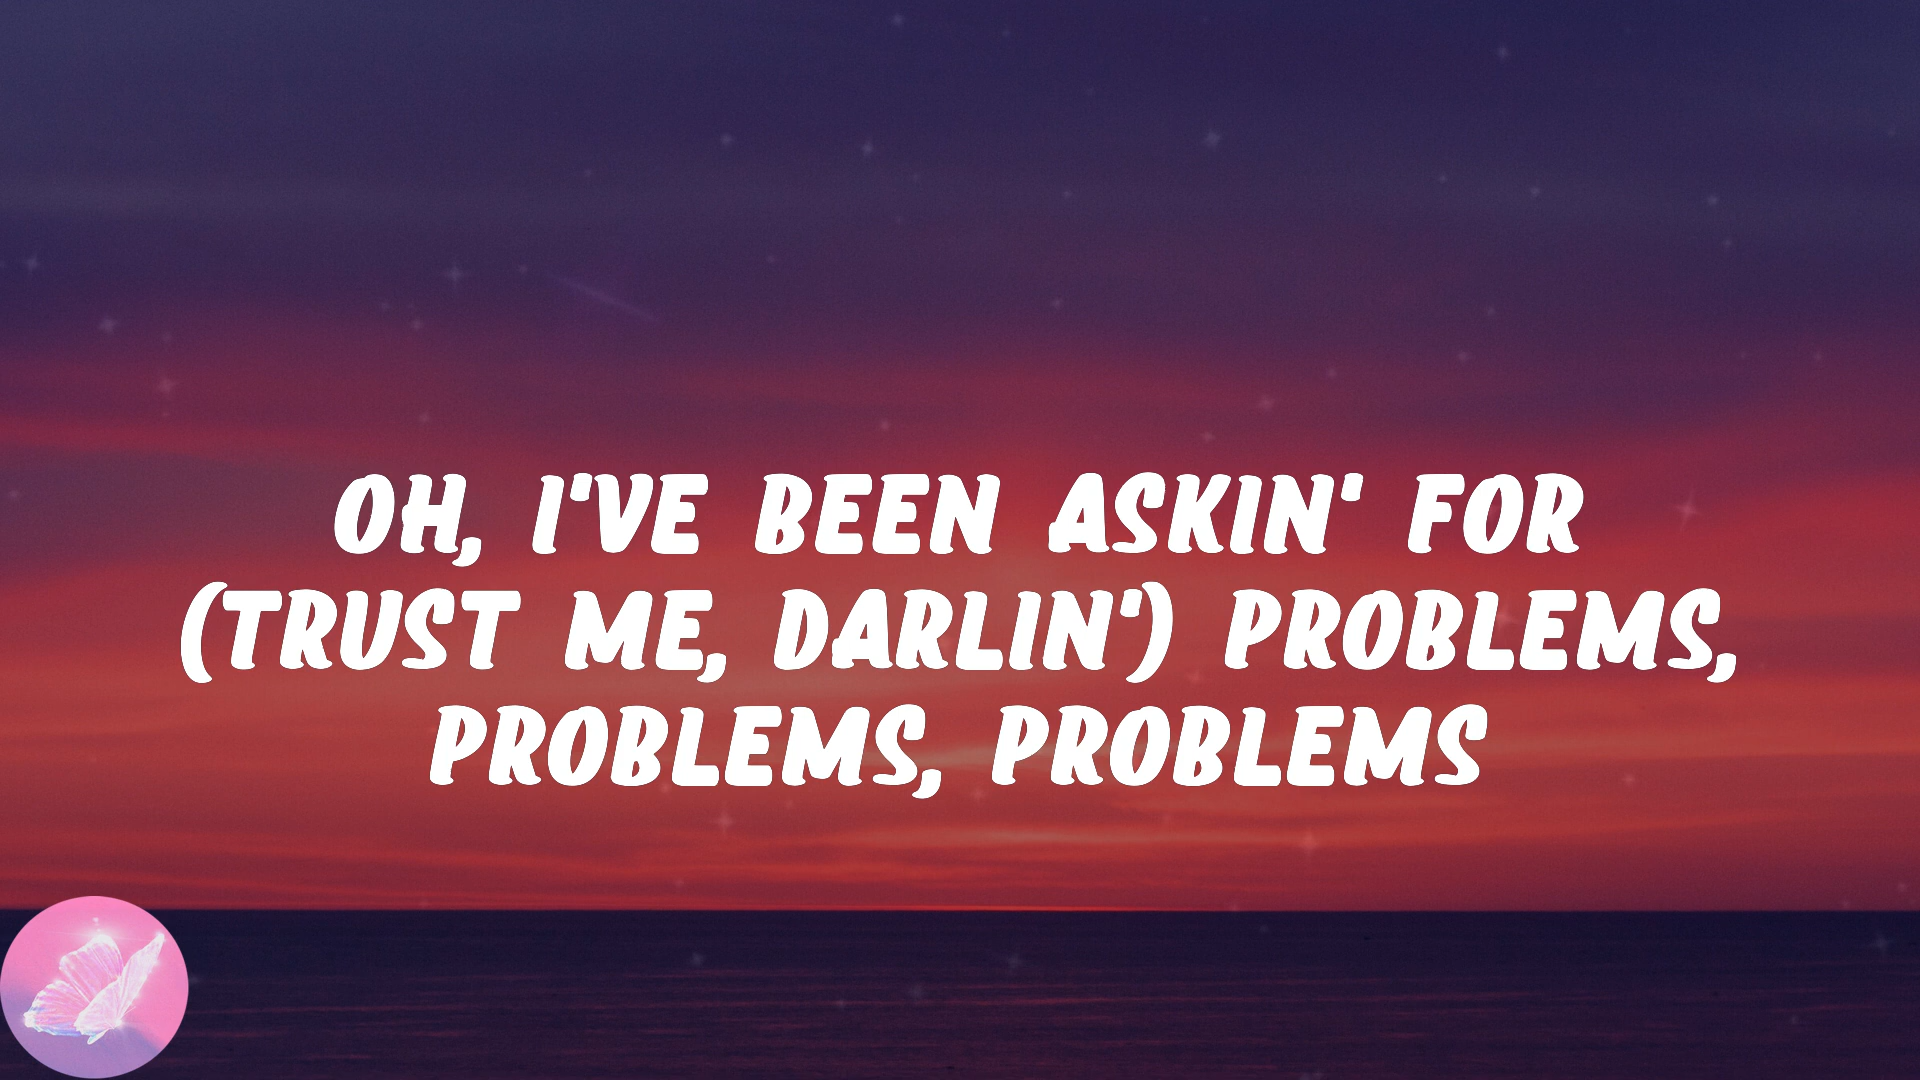 OH, I'VE BEEN ASKIN' FOR
(TRUST ME, DARLIN') PROBLEMS,
PROBLEMS, PROBLEMS